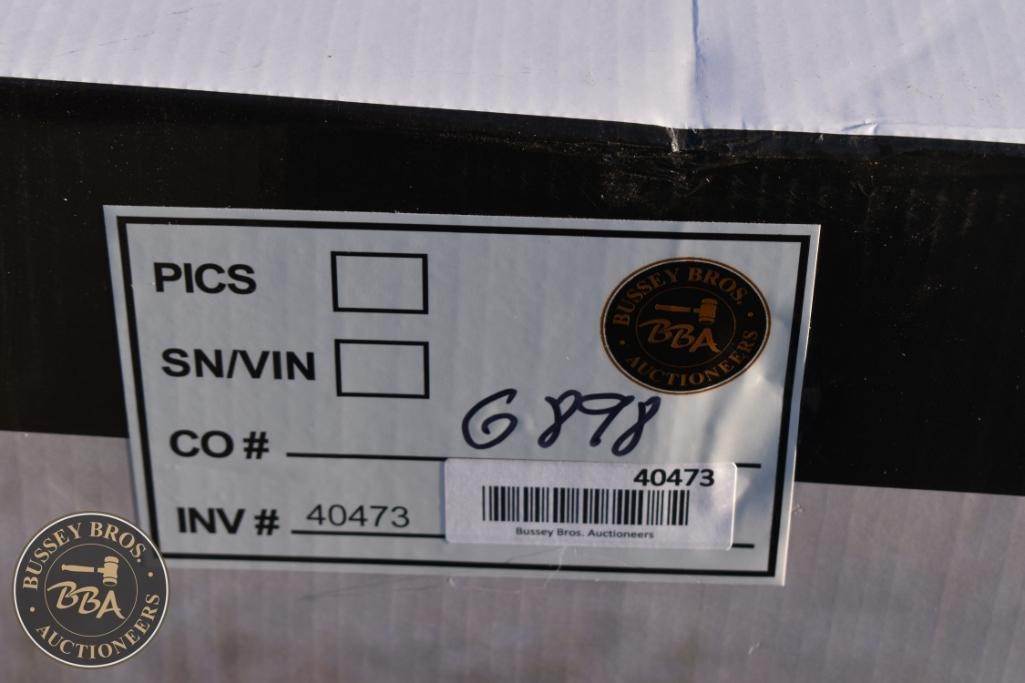 PICS
BUSSEY BROS.
BBA
AUCTIONEERS
SN/VIN
CO # 6898
40473
INV # 40473
Bussey Bros. Auctioneers
BUSSEY BROS.
BBA
AUCTIONEERS